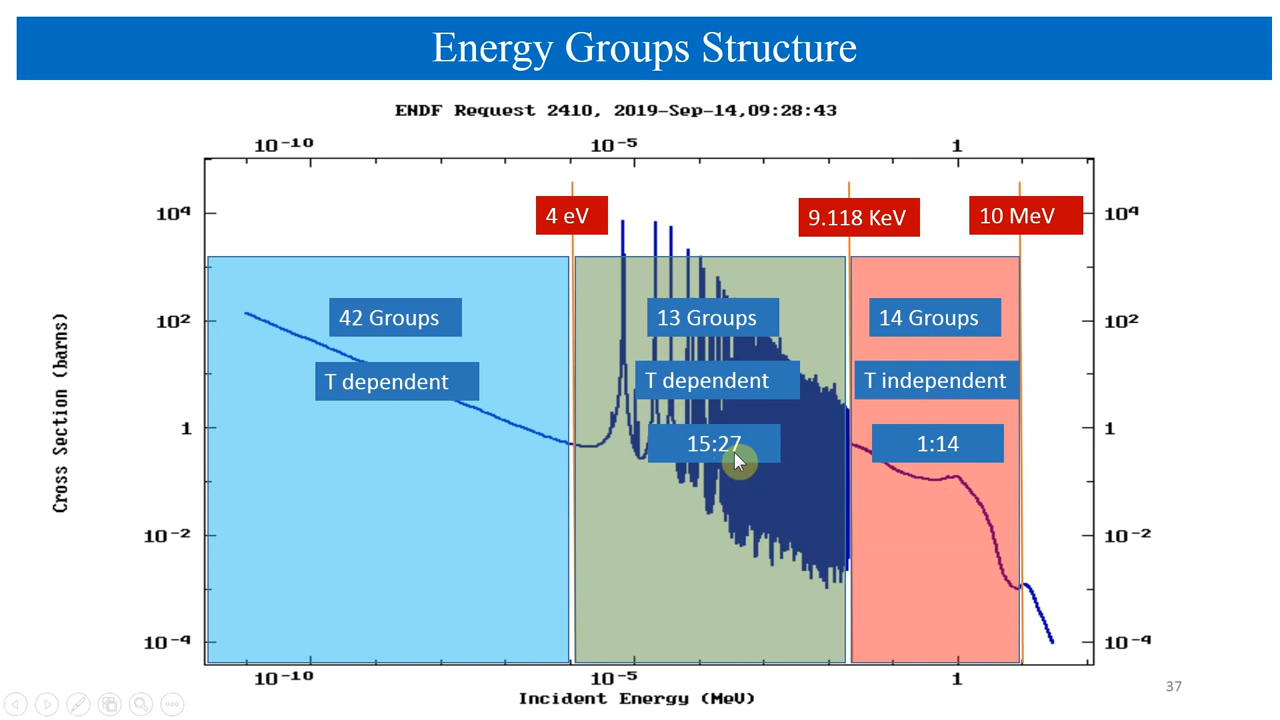 Energy Groups Structure
ENDF Request 2410, 2019-Sep-14,09:28:43
10⁻¹⁰ 10⁻⁵ 1
10⁴ 4 eV 9.118 KeV 10 MeV 10⁴
10² 42 Groups 13 Groups 14 Groups 10²
T dependent T dependent T independent
1 15:27 1:14 1
Cross Section (barns)
10⁻² 10⁻²
10⁻⁴ 10⁻⁴
10⁻¹⁰ 10⁻⁵ 1
Incident Energy (MeV)
37